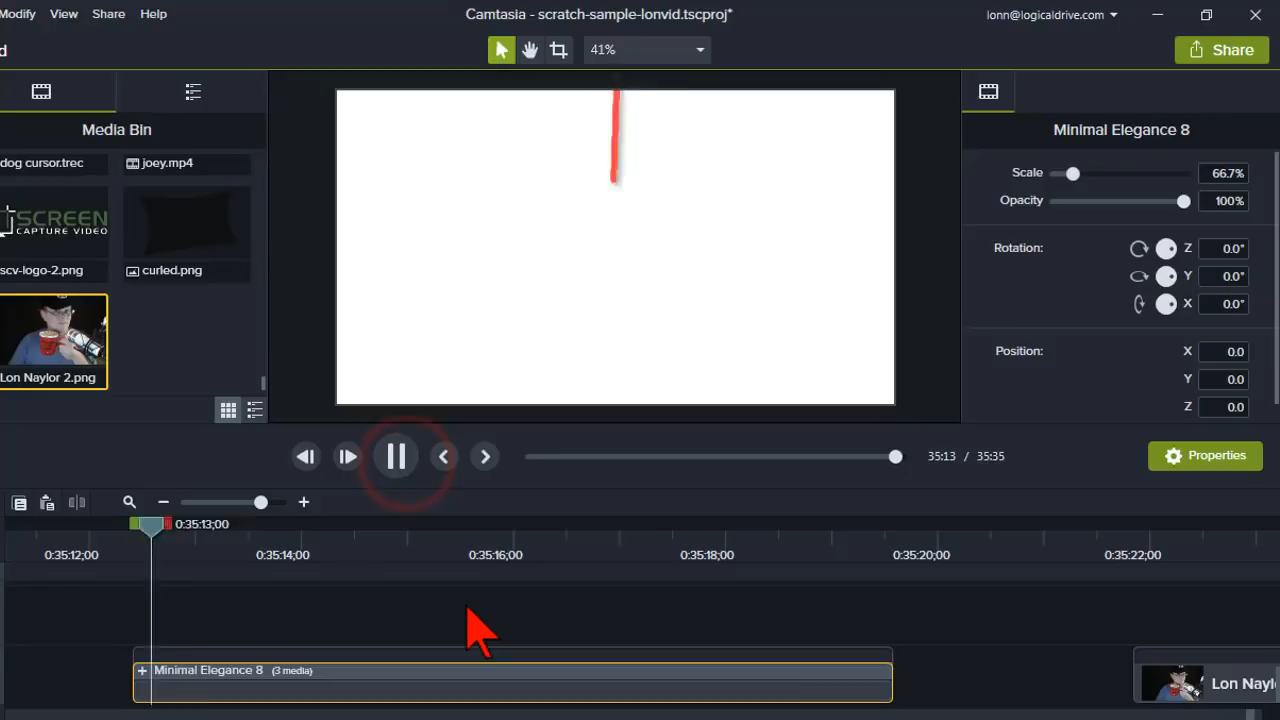 Modify View Share Help
Camtasia - scratch-sample-lonvid.tscproj*
lonn@logicaldrive.com
d
41%
Share
Media Bin
Minimal Elegance 8
dog cursor.trec
joey.mp4
Scale
66.7%
Opacity
100%
SCREEN
CAPTURE VIDEO
Rotation:
Z
0.0°
Y
0.0°
X
0.0°
scv-logo-2.png
curled.png
Position:
X
0.0
Y
0.0
Z
0.0
Lon Naylor 2.png
35:13 / 35:35
Properties
0:35:13;00
0:35:12;00
0:35:14;00
0:35:16;00
0:35:18;00
0:35:20;00
0:35:22;00
+ Minimal Elegance 8 (3 media)
Lon Nayl